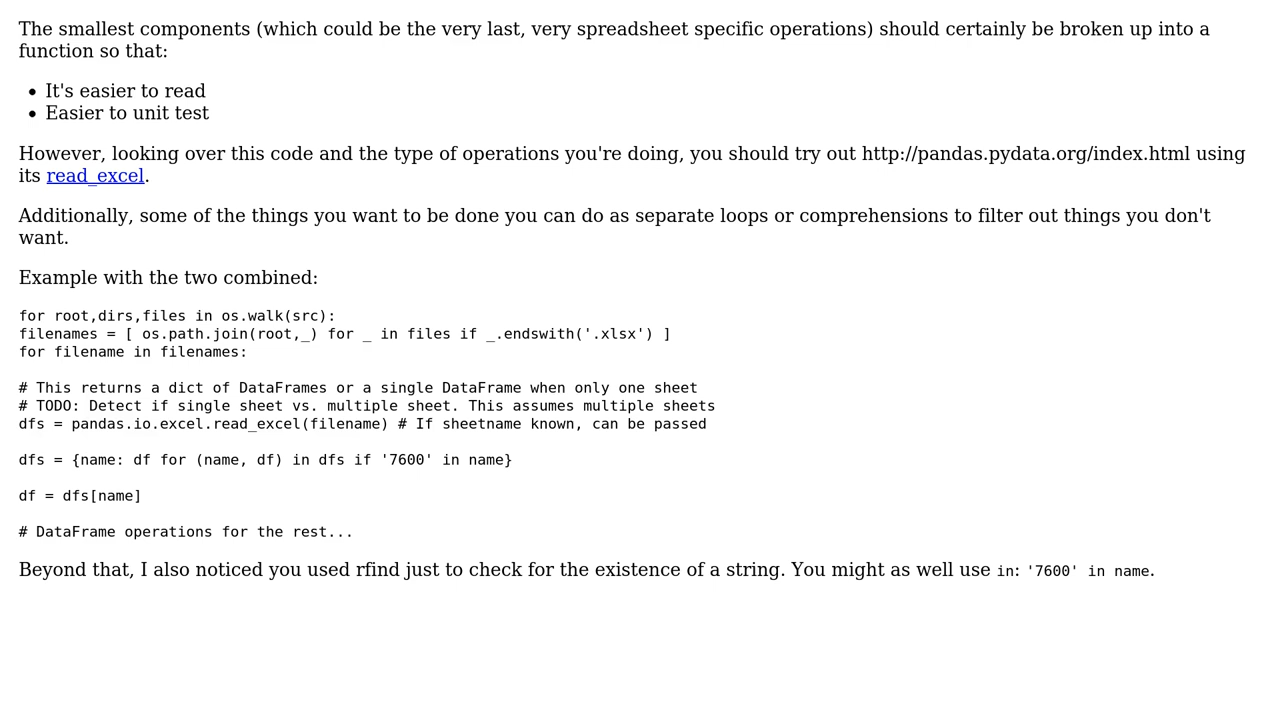 The smallest components (which could be the very last, very spreadsheet specific operations) should certainly be broken up into a
function so that:
• It's easier to read
• Easier to unit test
However, looking over this code and the type of operations you're doing, you should try out http://pandas.pydata.org/index.html using
its read_excel.
Additionally, some of the things you want to be done you can do as separate loops or comprehensions to filter out things you don't
want.
Example with the two combined:
for root,dirs,files in os.walk(src):
filenames = [ os.path.join(root,_) for _ in files if _.endswith('.xlsx') ]
for filename in filenames:
# This returns a dict of DataFrames or a single DataFrame when only one sheet
# TODO: Detect if single sheet vs. multiple sheet. This assumes multiple sheets
dfs = pandas.io.excel.read_excel(filename) # If sheetname known, can be passed
dfs = {name: df for (name, df) in dfs if '7600' in name}
df = dfs[name]
# DataFrame operations for the rest...
Beyond that, I also noticed you used rfind just to check for the existence of a string. You might as well use in: '7600' in name.